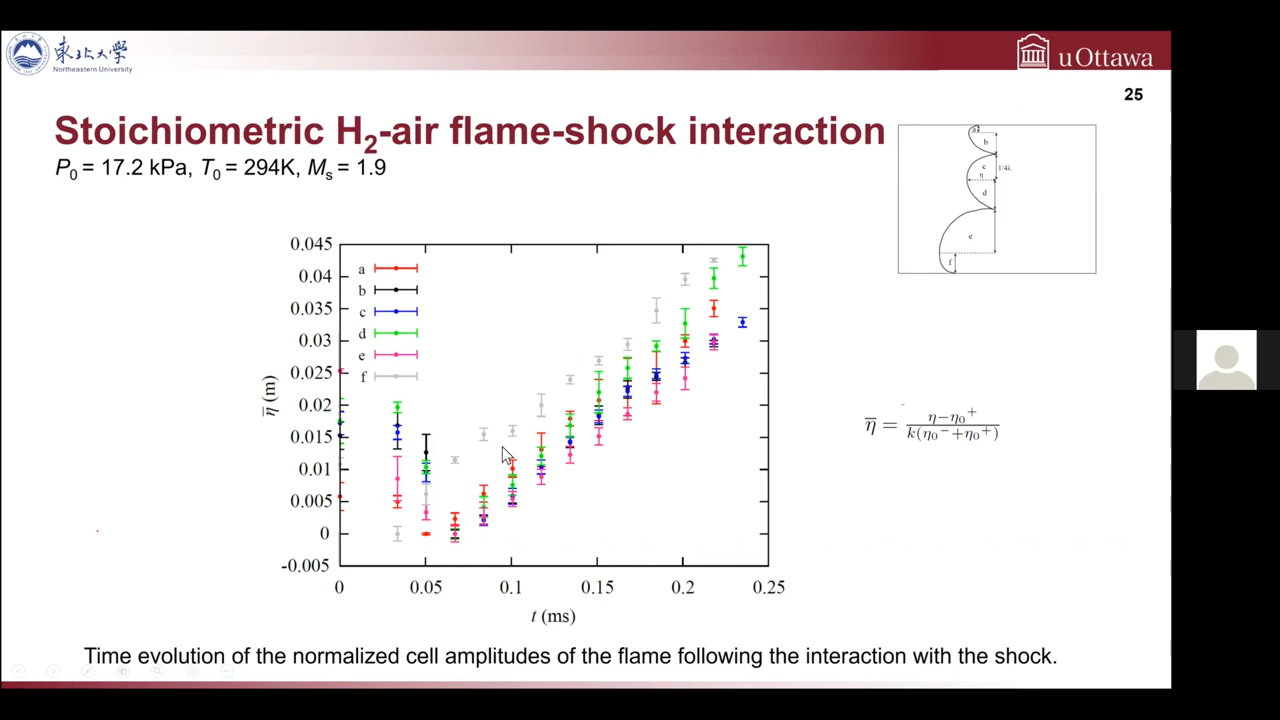 東北大学
Northeastern University
uOttawa
25
Stoichiometric H₂-air flame-shock interaction
P₀ = 17.2 kPa, T₀ = 294K, Mₛ = 1.9
b
c
1/4λ
η
d
e
f
0.045
0.04
0.035
0.03
0.025
0.02
0.015
0.01
0.005
0
-0.005
η̅ (m)
a
b
c
d
e
f
0
0.05
0.1
0.15
0.2
0.25
t (ms)
η̅ = η−η₀⁺ / k(η₀⁻+η₀⁺)
Time evolution of the normalized cell amplitudes of the flame following the interaction with the shock.